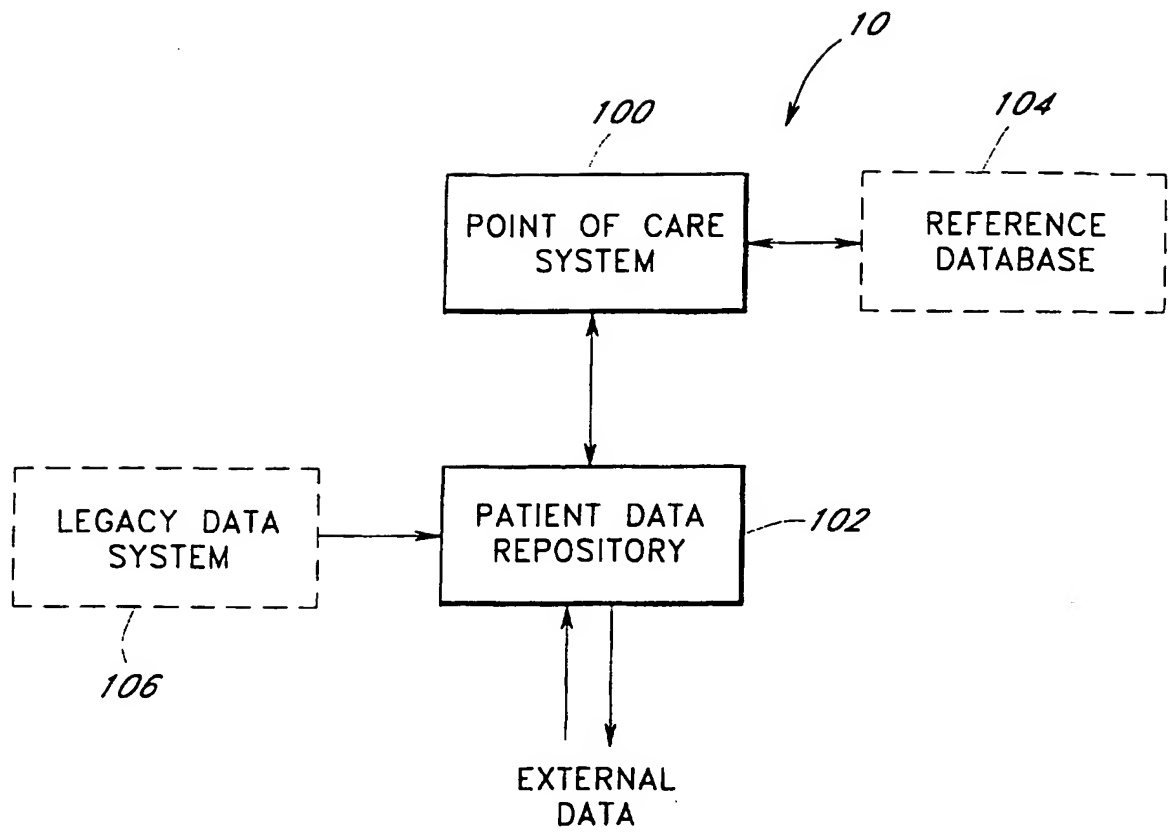 10
100
104
POINT OF CARE
SYSTEM
REFERENCE
DATABASE
LEGACY DATA
SYSTEM
PATIENT DATA
REPOSITORY
102
106
EXTERNAL
DATA